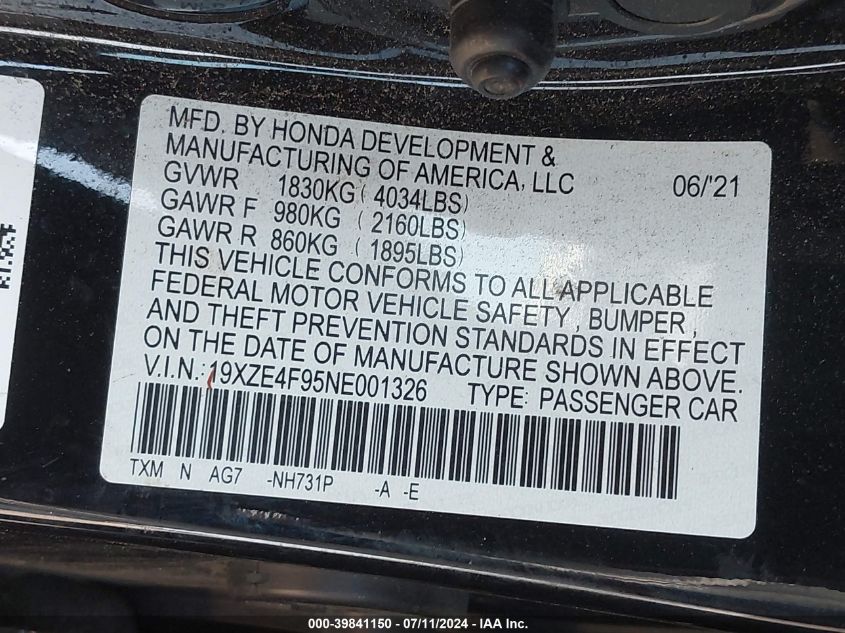 MFD. BY HONDA DEVELOPMENT &
MANUFACTURING OF AMERICA, LLC 06/'21
GVWR 1830KG ( 4034LBS)
GAWR F 980KG ( 2160LBS)
GAWR R 860KG ( 1895LBS)
THIS VEHICLE CONFORMS TO ALL APPLICABLE
FEDERAL MOTOR VEHICLE SAFETY , BUMPER ,
AND THEFT PREVENTION STANDARDS IN EFFECT
ON THE DATE OF MANUFACTURE SHOWN ABOVE.
V.I.N.: 19XZE4F95NE001326 TYPE: PASSENGER CAR
TXM N AG7 -NH731P -A -E
000-39841150 - 07/11/2024 - IAA Inc.